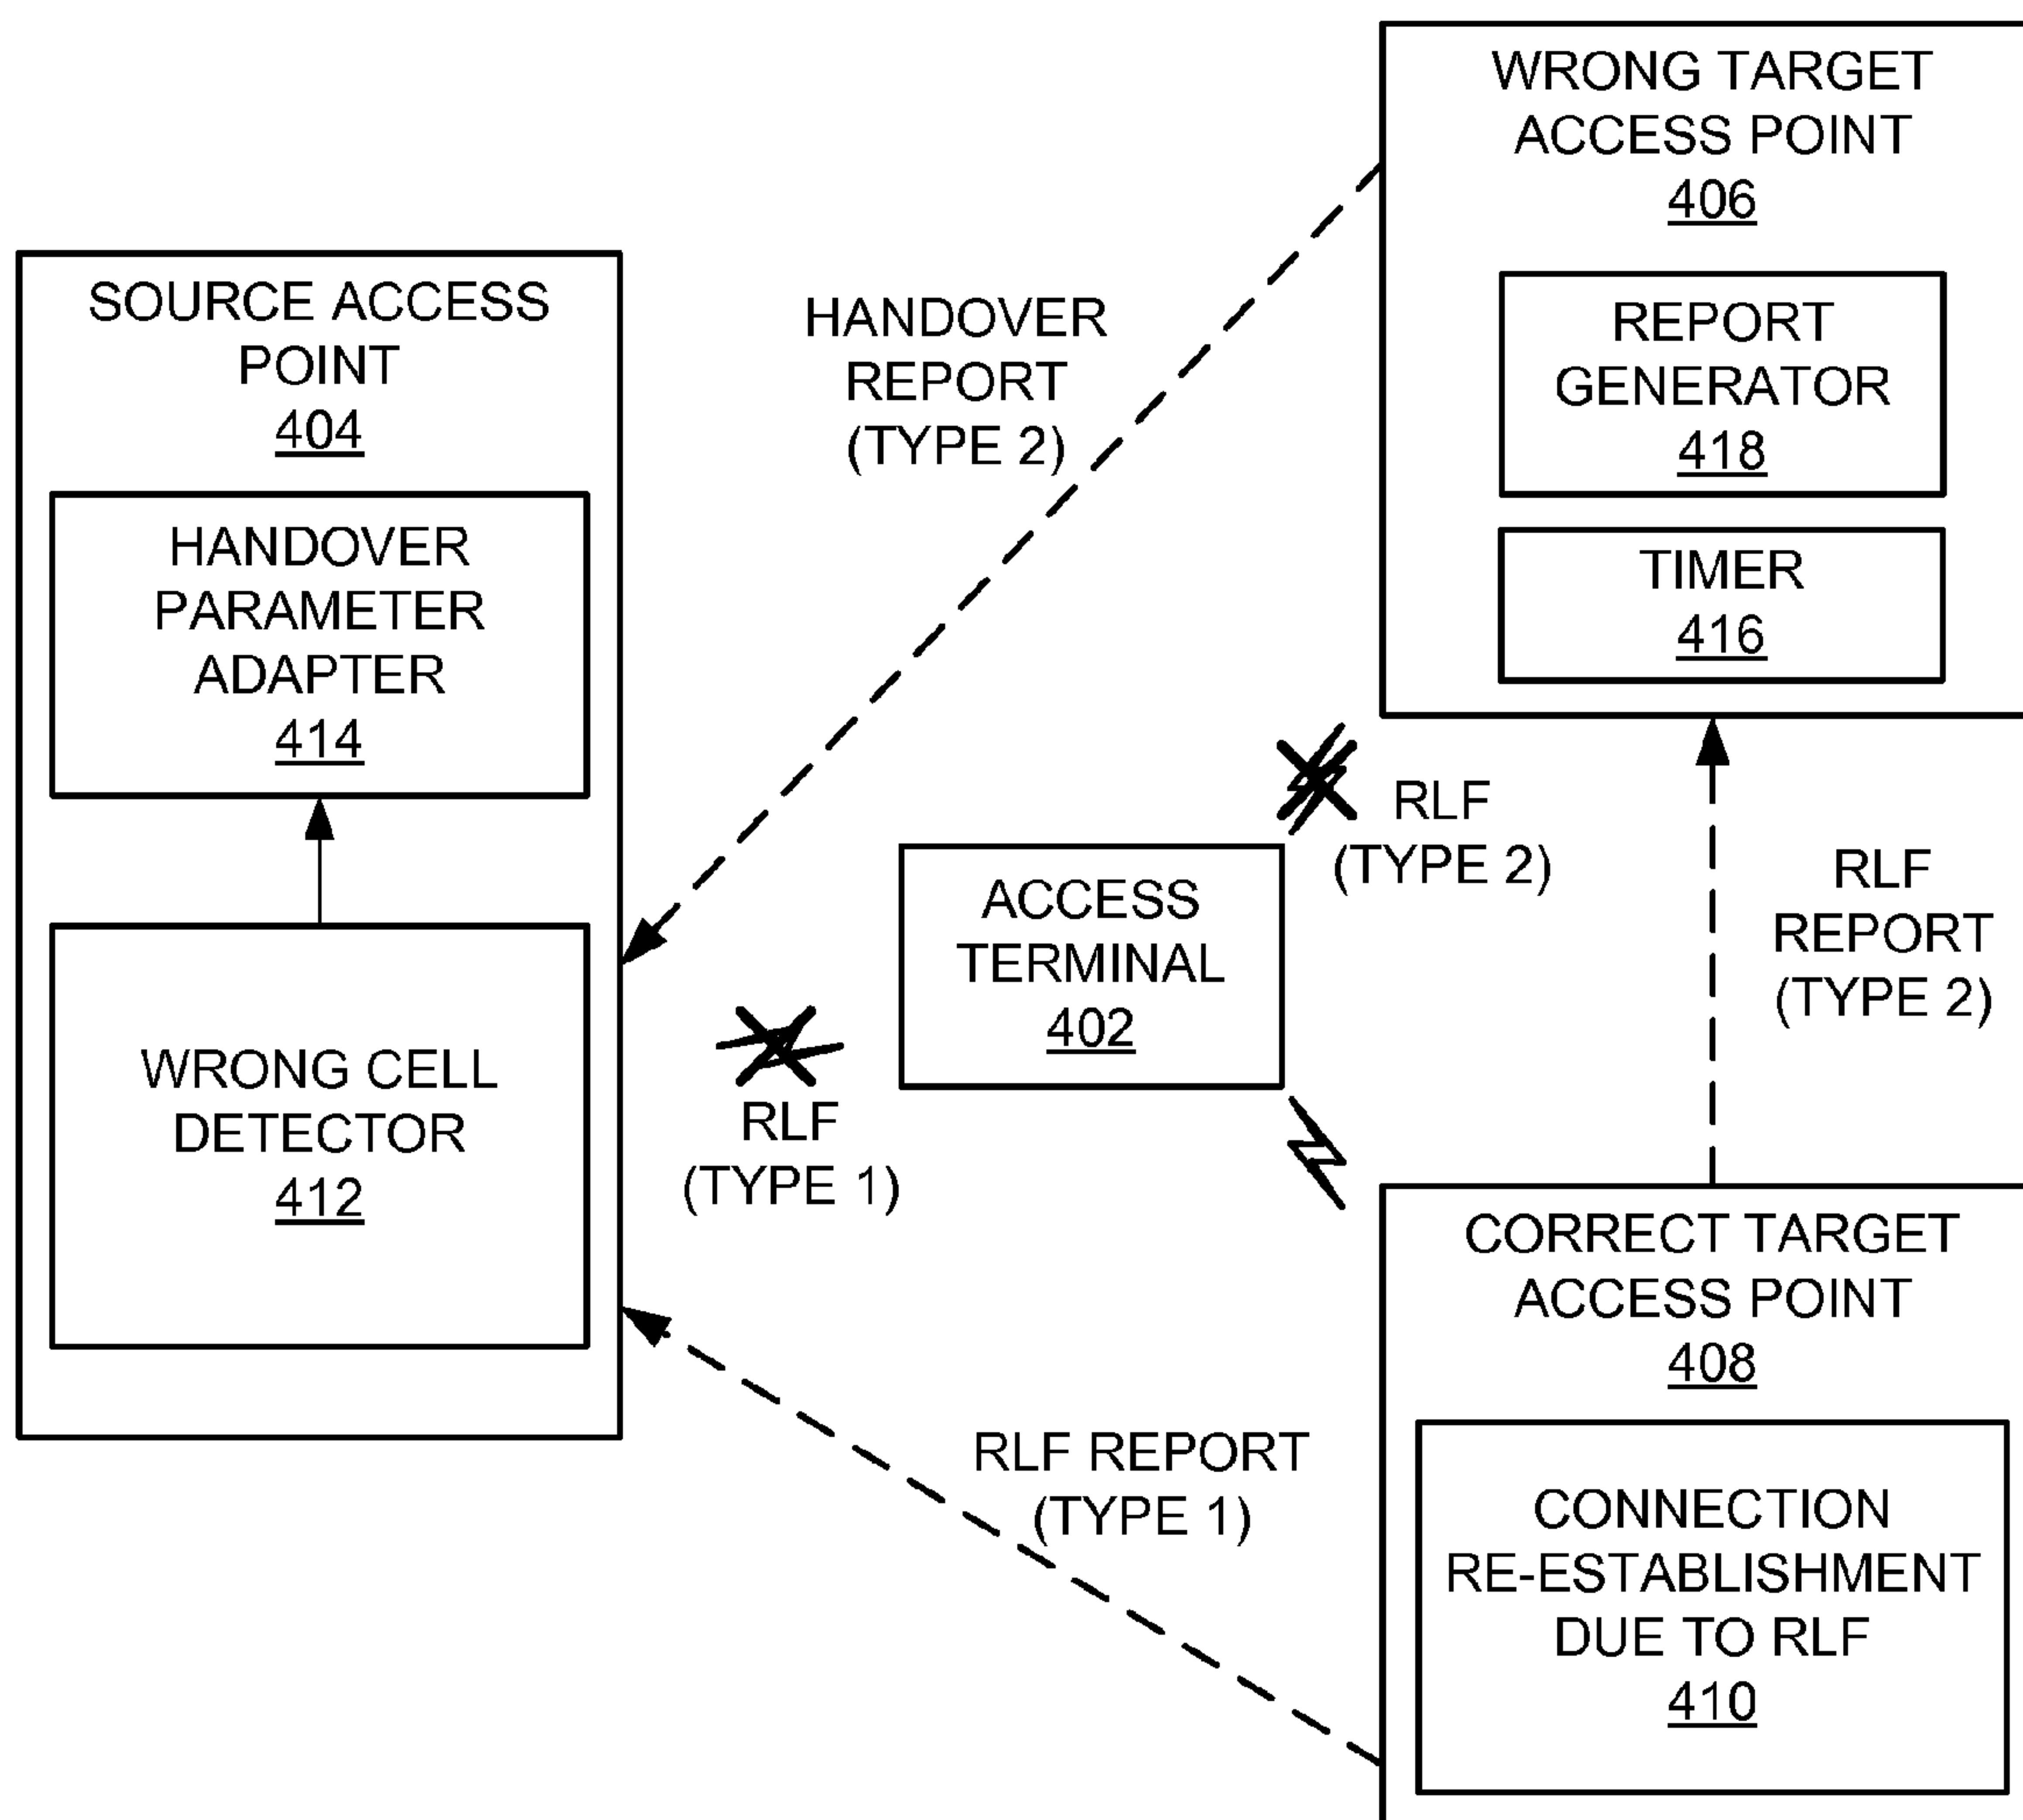 SOURCE ACCESS
POINT
404
HANDOVER
PARAMETER
ADAPTER
414
WRONG CELL
DETECTOR
412
HANDOVER
REPORT
(TYPE 2)
RLF
(TYPE 1)
ACCESS
TERMINAL
402
RLF
(TYPE 2)
RLF REPORT
(TYPE 1)
WRONG TARGET
ACCESS POINT
406
REPORT
GENERATOR
418
TIMER
416
RLF
REPORT
(TYPE 2)
CORRECT TARGET
ACCESS POINT
408
CONNECTION
RE-ESTABLISHMENT
DUE TO RLF
410